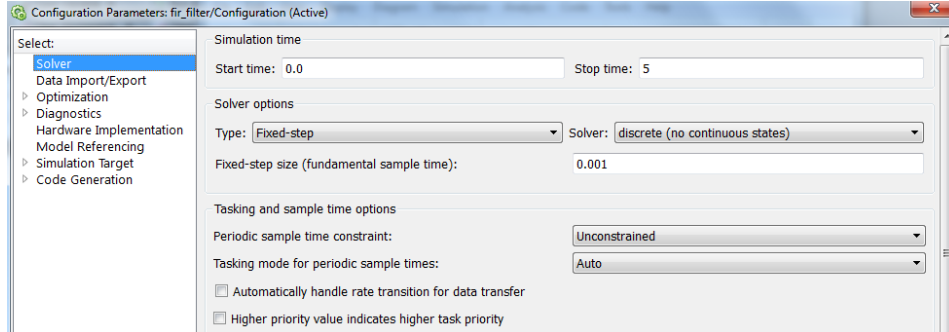 Configuration Parameters: fir_filter/Configuration (Active)
Select:
Solver
Data Import/Export
Optimization
Diagnostics
Hardware Implementation
Model Referencing
Simulation Target
Code Generation
Simulation time
Start time: 0.0 Stop time: 5
Solver options
Type: Fixed-step Solver: discrete (no continuous states)
Fixed-step size (fundamental sample time): 0.001
Tasking and sample time options
Periodic sample time constraint: Unconstrained
Tasking mode for periodic sample times: Auto
Automatically handle rate transition for data transfer
Higher priority value indicates higher task priority